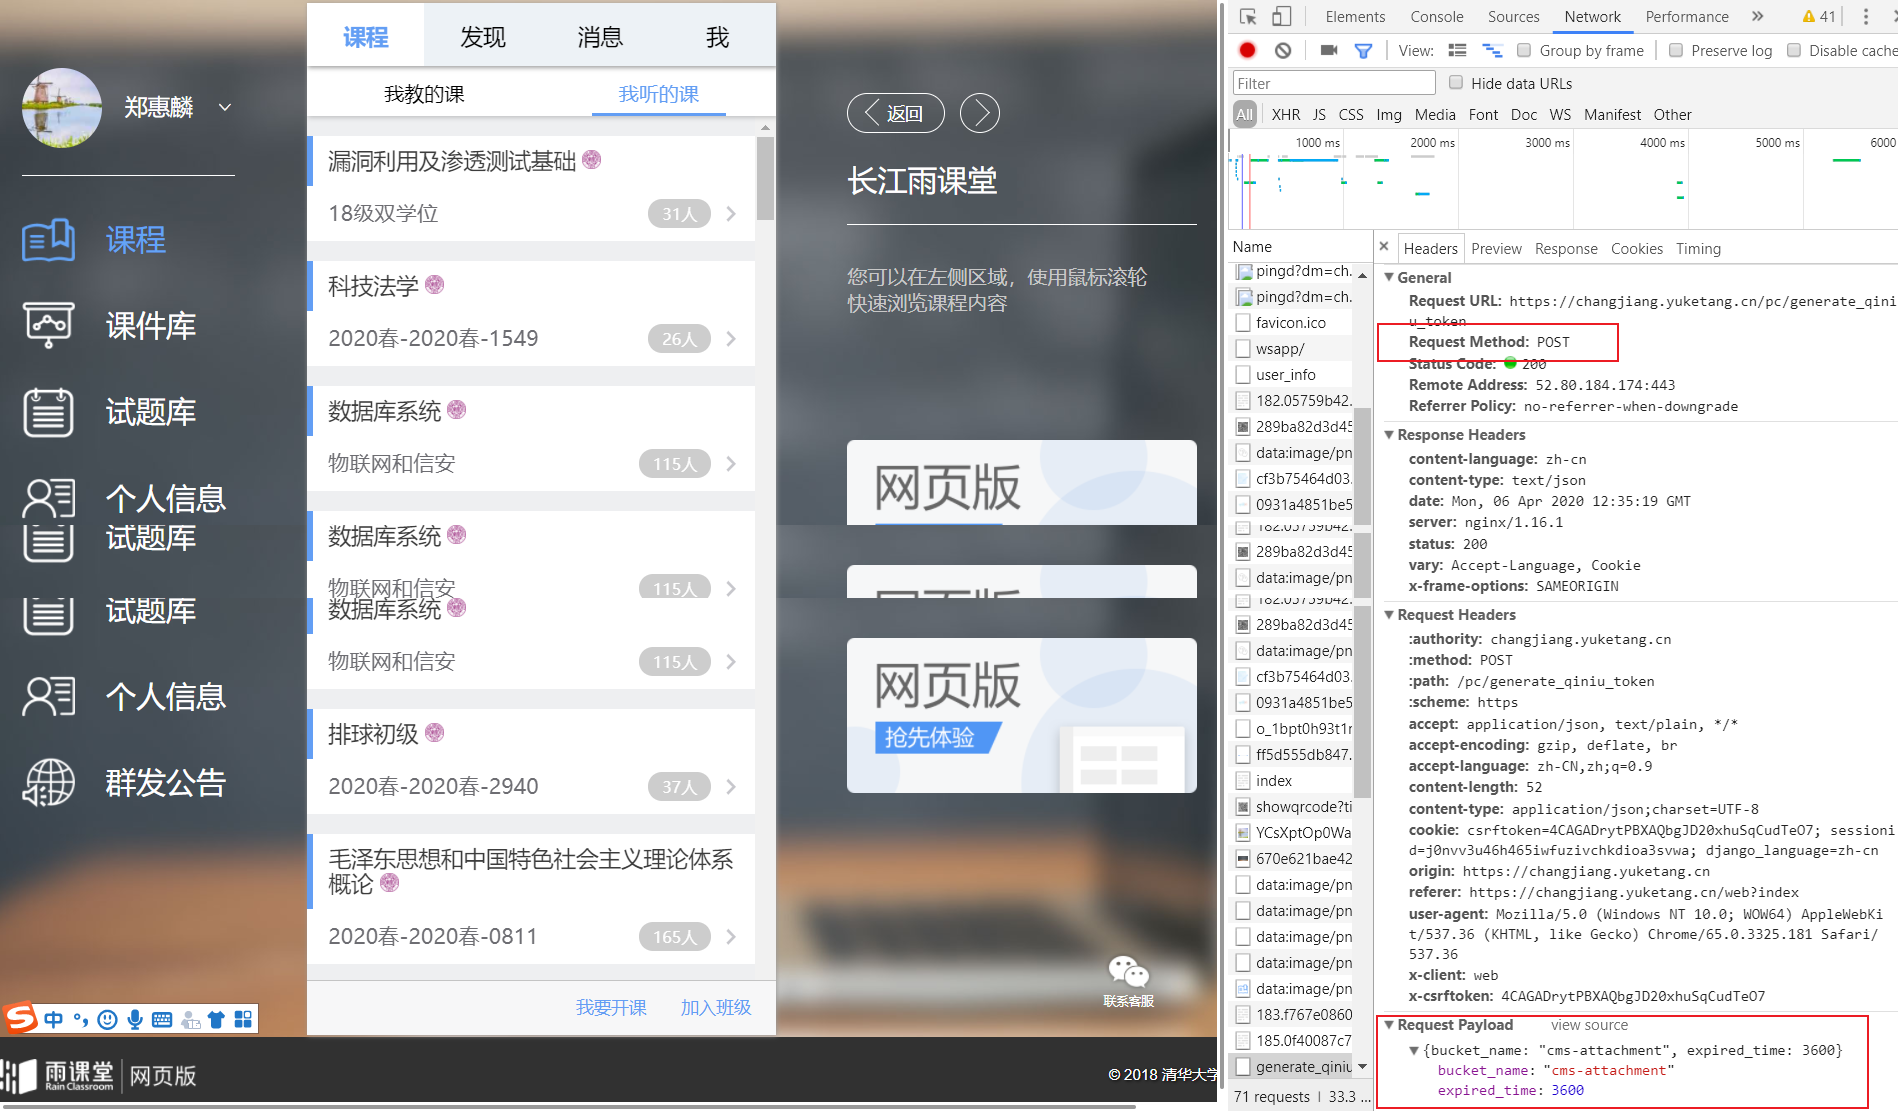 郑惠麟
课程
课件库
试题库
个人信息
试题库
试题库
个人信息
群发公告
中
雨课堂
Rain Classroom
网页版
课程 发现 消息 我
我教的课 我听的课
漏洞利用及渗透测试基础
18级双学位 31人
科技法学
2020春-2020春-1549 26人
数据库系统
物联网和信安 115人
数据库系统
物联网和信安 115人
数据库系统
物联网和信安 115人
排球初级
2020春-2020春-2940 37人
毛泽东思想和中国特色社会主义理论体系
概论
2020春-2020春-0811 165人
我要开课 加入班级
返回
长江雨课堂
您可以在左侧区域，使用鼠标滚轮
快速浏览课程内容
网页版
网页版
抢先体验
联系客服
© 2018 清华大学
Elements Console Sources Network Performance » 41
View: Group by frame Preserve log Disable cache
Filter Hide data URLs
All XHR JS CSS Img Media Font Doc WS Manifest Other
1000 ms 2000 ms 3000 ms 4000 ms 5000 ms 6000
Name
pingd?dm=ch.
pingd?dm=ch.
favicon.ico
wsapp/
user_info
182.05759b42.
289ba82d3d45
data:image/pn
cf3b75464d03.
0931a4851be5
182.05759b42.
289ba82d3d45
data:image/pn
182.05759b42.
289ba82d3d45
data:image/pn
cf3b75464d03.
0931a4851be5
o_1bpt0h93t1r
ff5d555db847.
index
showqrcode?ti
YCsXptOp0Wa
670e621bae42
data:image/pn
data:image/pn
data:image/pn
data:image/pn
data:image/pn
183.f767e0860
185.0f40087c7
generate_qiniu
71 requests | 33.3 ...
Headers Preview Response Cookies Timing
General
Request URL: https://changjiang.yuketang.cn/pc/generate_qini
u_token
Request Method: POST
Status Code: 200
Remote Address: 52.80.184.174:443
Referrer Policy: no-referrer-when-downgrade
Response Headers
content-language: zh-cn
content-type: text/json
date: Mon, 06 Apr 2020 12:35:19 GMT
server: nginx/1.16.1
status: 200
vary: Accept-Language, Cookie
x-frame-options: SAMEORIGIN
Request Headers
:authority: changjiang.yuketang.cn
:method: POST
:path: /pc/generate_qiniu_token
:scheme: https
accept: application/json, text/plain, */*
accept-encoding: gzip, deflate, br
accept-language: zh-CN,zh;q=0.9
content-length: 52
content-type: application/json;charset=UTF-8
cookie: csrftoken=4CAGADrytPBXAQbgJD20xhuSqCudTeO7; sessioni
d=j0nvv3u46h465iwfuzivchkdioa3svwa; django_language=zh-cn
origin: https://changjiang.yuketang.cn
referer: https://changjiang.yuketang.cn/web?index
user-agent: Mozilla/5.0 (Windows NT 10.0; WOW64) AppleWebKi
t/537.36 (KHTML, like Gecko) Chrome/65.0.3325.181 Safari/
537.36
x-client: web
x-csrftoken: 4CAGADrytPBXAQbgJD20xhuSqCudTeO7
Request Payload view source
{bucket_name: "cms-attachment", expired_time: 3600}
bucket_name: "cms-attachment"
expired_time: 3600